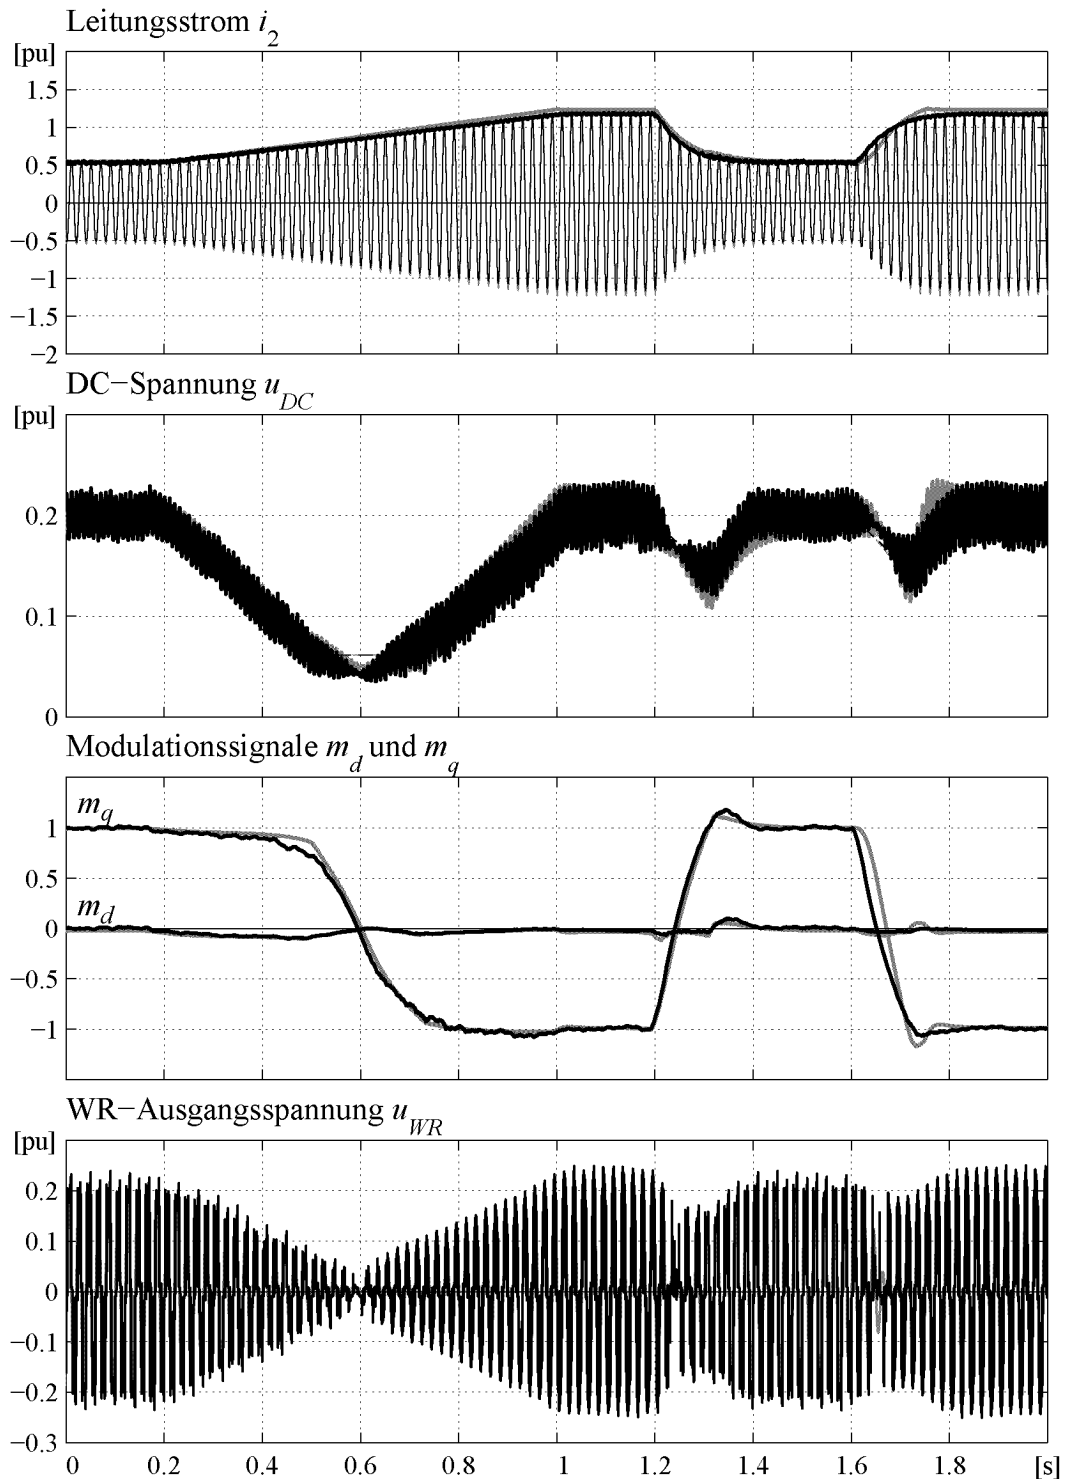 Leitungsstrom i2
[pu]
1.5
1
0.5
0
−0.5
−1
−1.5
−2
DC−Spannung uDC
[pu]
0.2
0.1
0
Modulationssignale md und mq
mq
1
0.5
md
0
−0.5
−1
WR−Ausgangsspannung uWR
[pu]
0.2
0.1
0
−0.1
−0.2
−0.3
0 0.2 0.4 0.6 0.8 1 1.2 1.4 1.6 1.8 [s]